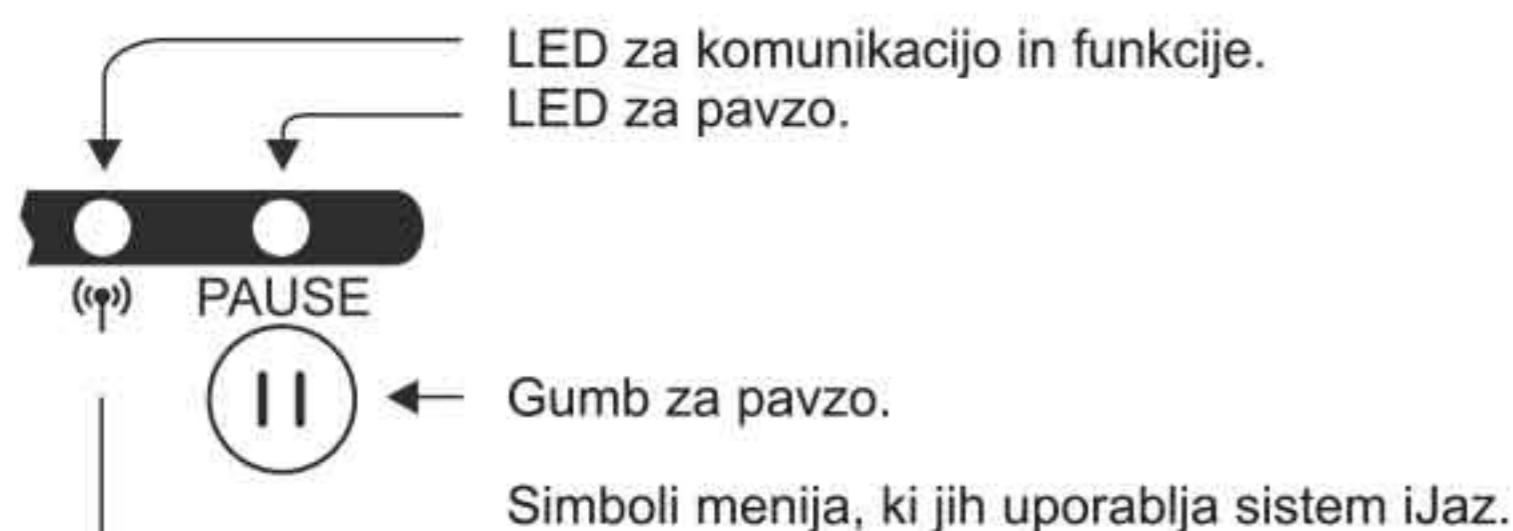 LED za komunikacijo in funkcije.
LED za pavzo.
PAUSE
Gumb za pavzo.
Simboli menija, ki jih uporablja sistem iJaz.